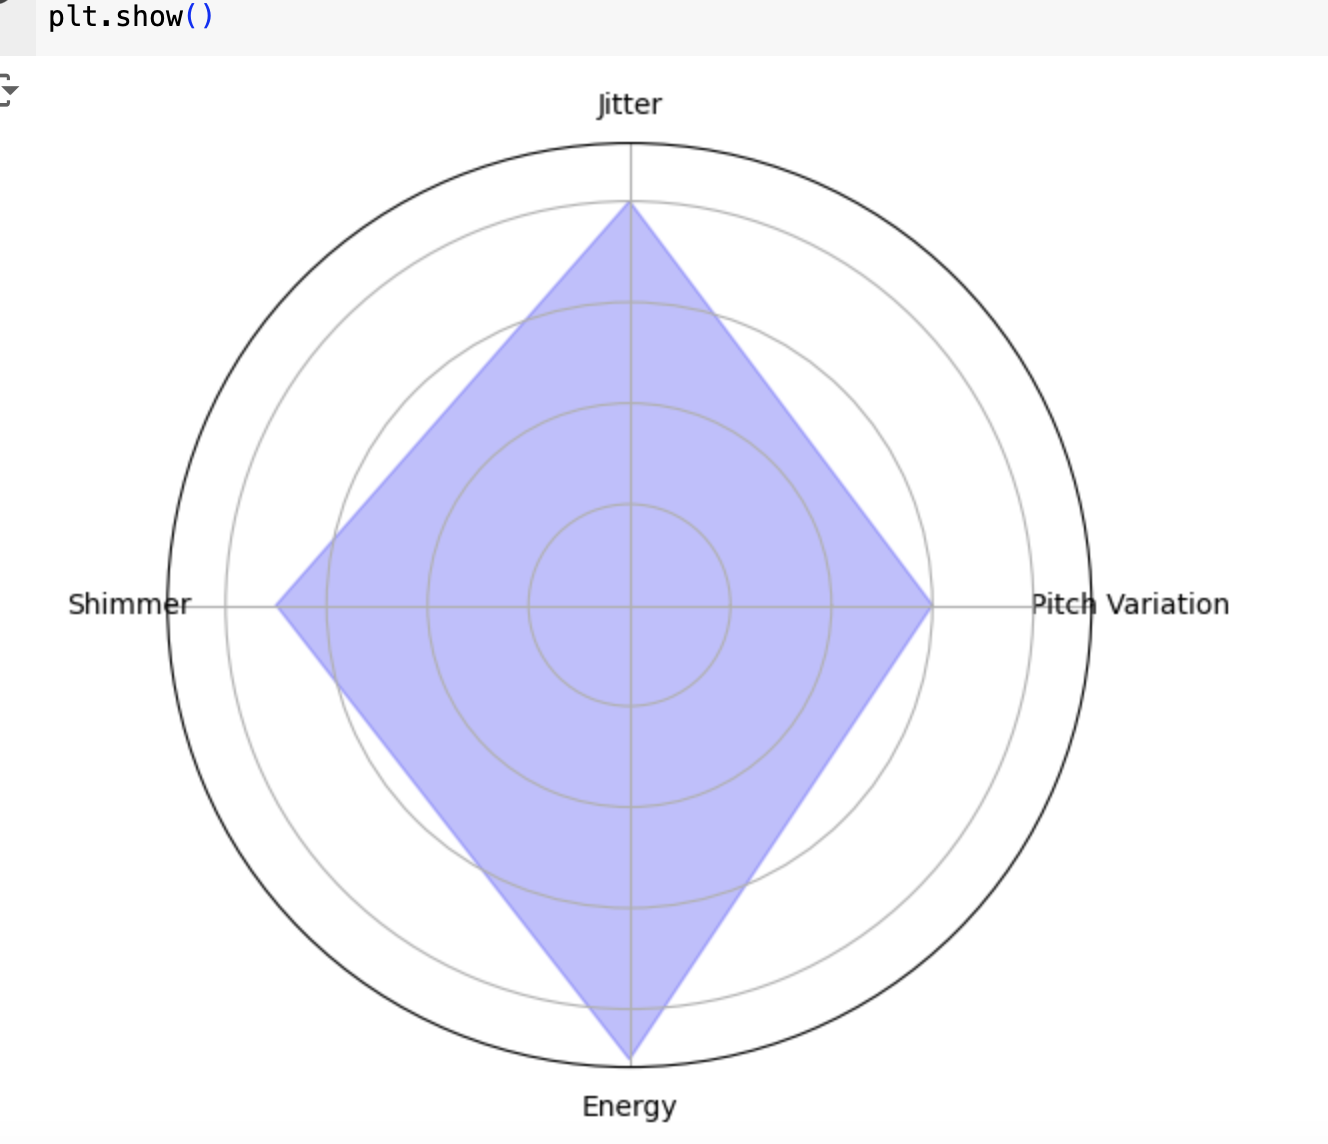 plt.show()
Jitter
Shimmer
Pitch Variation
Energy